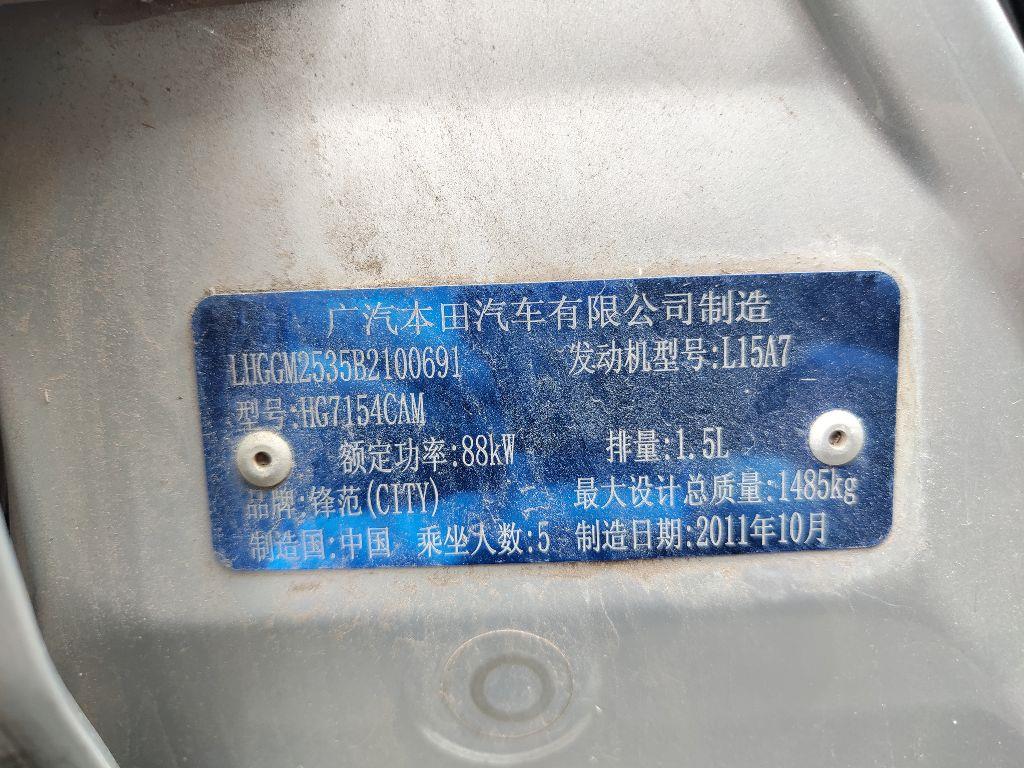 广汽本田汽车有限公司制造
LHGGM2535B2100691 发动机型号:L15A7
型号:HG7154CAM
额定功率:88kW 排量:1.5L
品牌:锋范(CITY) 最大设计总质量:1485kg
制造国:中国 乘坐人数:5 制造日期:2011年10月